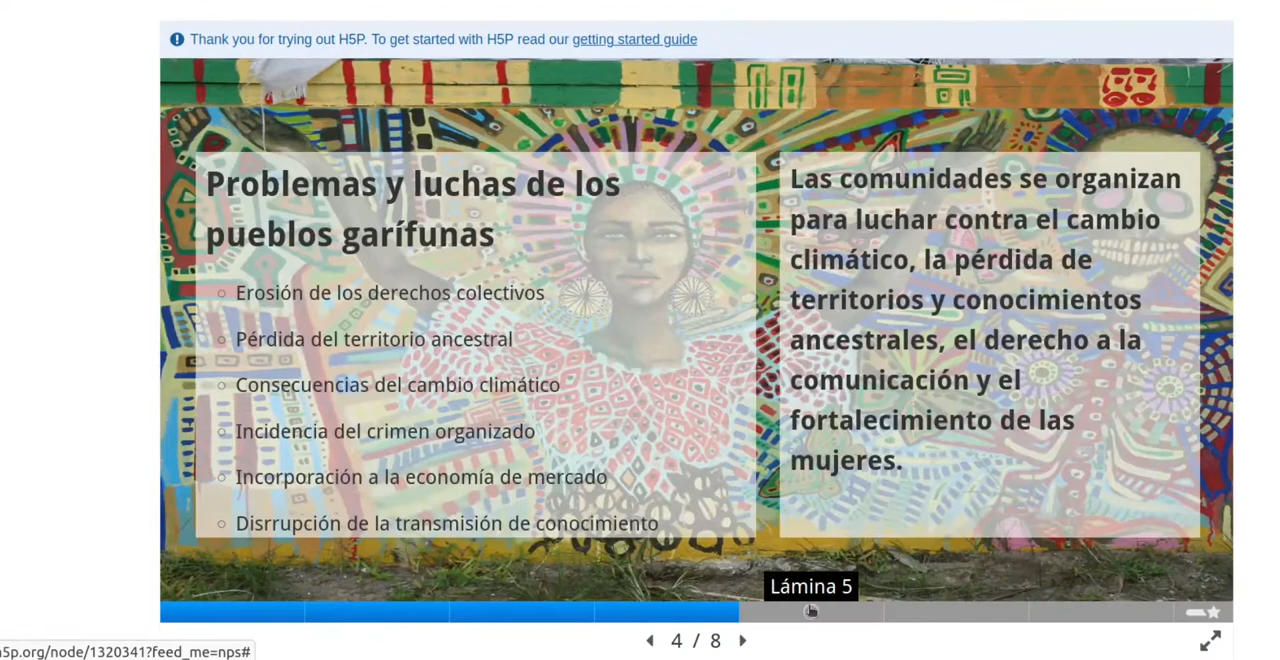 Thank you for trying out H5P. To get started with H5P read our getting started guide
Problemas y luchas de los
pueblos garífunas
Erosión de los derechos colectivos
Pérdida del territorio ancestral
Consecuencias del cambio climático
Incidencia del crimen organizado
Incorporación a la economía de mercado
Disrrupción de la transmisión de conocimiento
Las comunidades se organizan
para luchar contra el cambio
climático, la pérdida de
territorios y conocimientos
ancestrales, el derecho a la
comunicación y el
fortalecimiento de las
mujeres.
Lámina 5
4 / 8
5p.org/node/1320341?feed_me=nps#